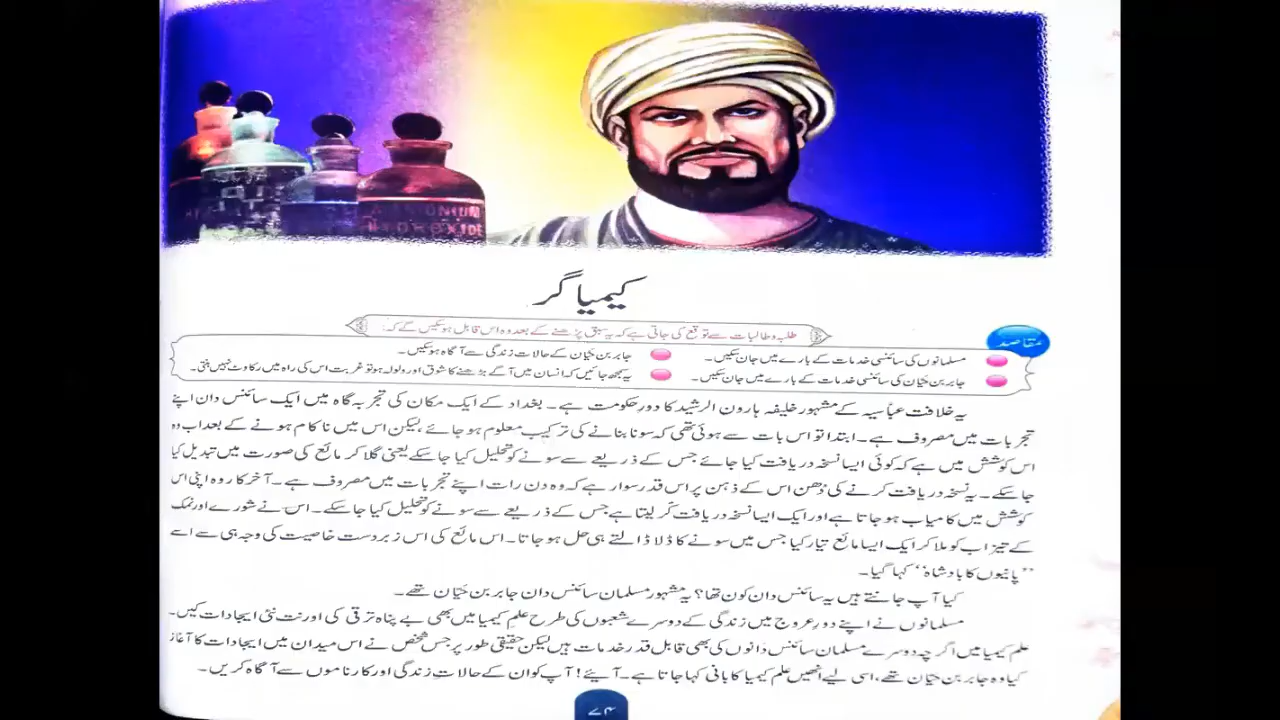 NIUM
کیمیا گر
مقاصد
طلبہ و طالبات سے توقع کی جاتی ہے کہ یہ سبق پڑھنے کے بعد وہ اس قابل ہو سکیں گے کہ:
مسلمانوں کی سائنسی خدمات کے بارے میں جان سکیں۔ جابر بن حَیّان کے حالات زندگی سے آگاہ ہو سکیں۔
جابر بن حَیّان کی سائنسی خدمات کے بارے میں جان سکیں۔ یہ سمجھ جائیں کہ انسان میں آگے بڑھنے کا شوق اور ولولہ ہو تو غربت اس کی راہ میں رکاوٹ نہیں بنتی۔
یہ خلافت عباّسیہ کے مشہور خلیفہ ہارون الرشید کا دورِ حکومت ہے۔ بغداد کے ایک مکان کی تجربہ گاہ میں ایک سائنس دان اپنے
تجربات میں مصروف ہے۔ ابتدا تو اس بات سے ہوئی تھی کہ سونا بنانے کی ترکیب معلوم ہو جائے لیکن اس میں ناکام ہونے کے بعد اب وہ
اس کوشش میں ہے کہ کوئی ایسا نسخہ دریافت کیا جائے جس کے ذریعے سے سونے کو تحلیل کیا جا سکے یعنی گلا کر مائع کی صورت میں تبدیل کیا
جا سکے۔ یہ نسخہ دریافت کرنے کی دُھن اس کے ذہن پر اس قدر سوار ہے کہ وہ دن رات اپنے تجربات میں مصروف ہے۔ آخر کار وہ اپنی اس
کوشش میں کامیاب ہو جاتا ہے اور ایک ایسا نسخہ دریافت کر لیتا ہے جس کے ذریعے سے سونے کو تحلیل کیا جا سکے۔ اس نے شورے اور نمک
کے تیزاب کو ملا کر ایک ایسا مائع تیار کیا جس میں سونے کا ڈلا ڈالتے ہی حل ہو جاتا۔ اس مائع کی اس زبردست خاصیت کی وجہ ہی سے اسے
’’پانیوں کا بادشاہ‘‘ کہا گیا۔
کیا آپ جانتے ہیں یہ سائنس دان کون تھا؟ یہ مشہور مسلمان سائنس دان جابر بن حَیّان تھے۔
مسلمانوں نے اپنے دورِ عروج میں زندگی کے دوسرے شعبوں کی طرح علمِ کیمیا میں بھی بے پناہ ترقی کی اور نت نئی ایجادات کیں۔
علم کیمیا میں اگرچہ دوسرے مسلمان سائنس دانوں کی بھی قابل قدر خدمات ہیں لیکن حقیقی طور پر جس شخص نے اس میدان میں ایجادات کا آغاز
کیا وہ جابر بن حَیّان تھے، اسی لیے انھیں علم کیمیا کا بانی کہا جاتا ہے۔ آیئے! آپ کو ان کے حالاتِ زندگی اور کارناموں سے آگاہ کریں۔
۷۴